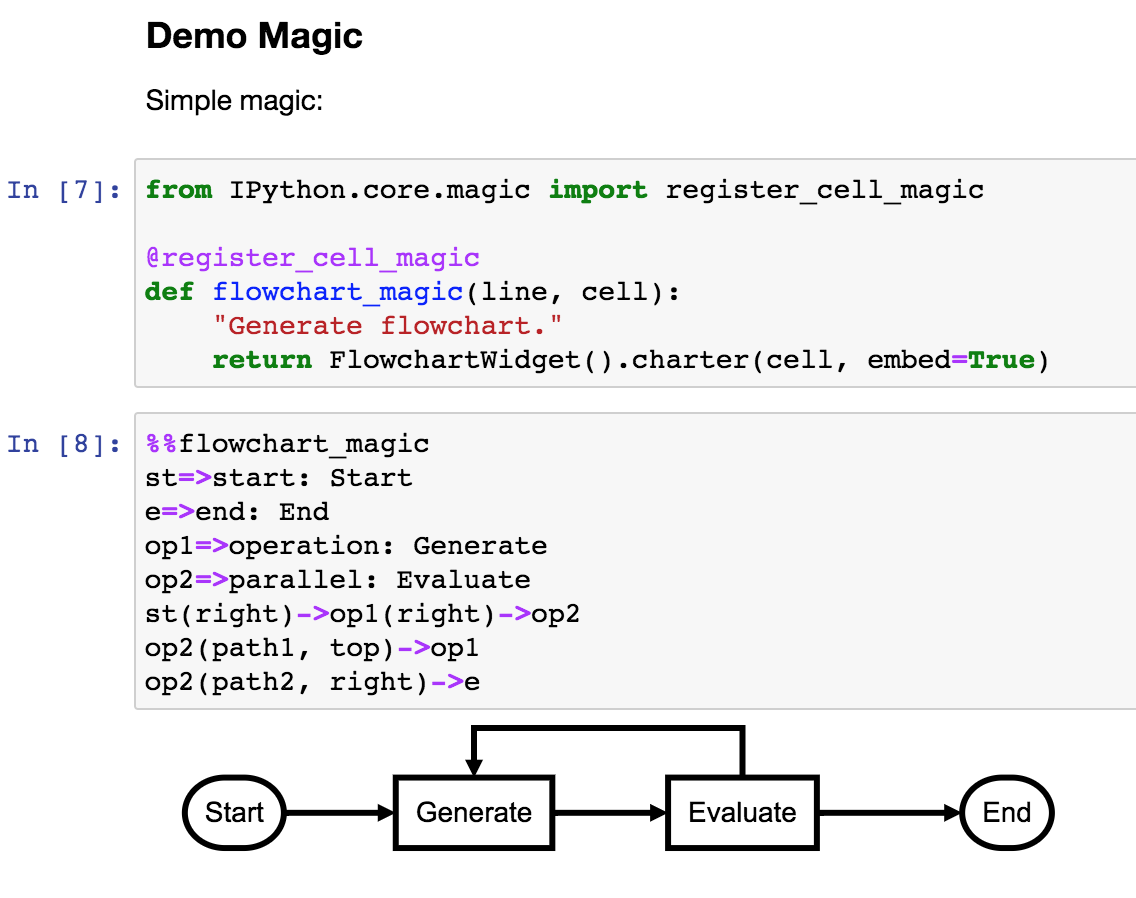 Demo Magic
Simple magic:
In [7]: from IPython.core.magic import register_cell_magic
@register_cell_magic
def flowchart_magic(line, cell):
    "Generate flowchart."
    return FlowchartWidget().charter(cell, embed=True)
In [8]: %%flowchart_magic
st=>start: Start
e=>end: End
op1=>operation: Generate
op2=>parallel: Evaluate
st(right)->op1(right)->op2
op2(path1, top)->op1
op2(path2, right)->e
Start Generate Evaluate End